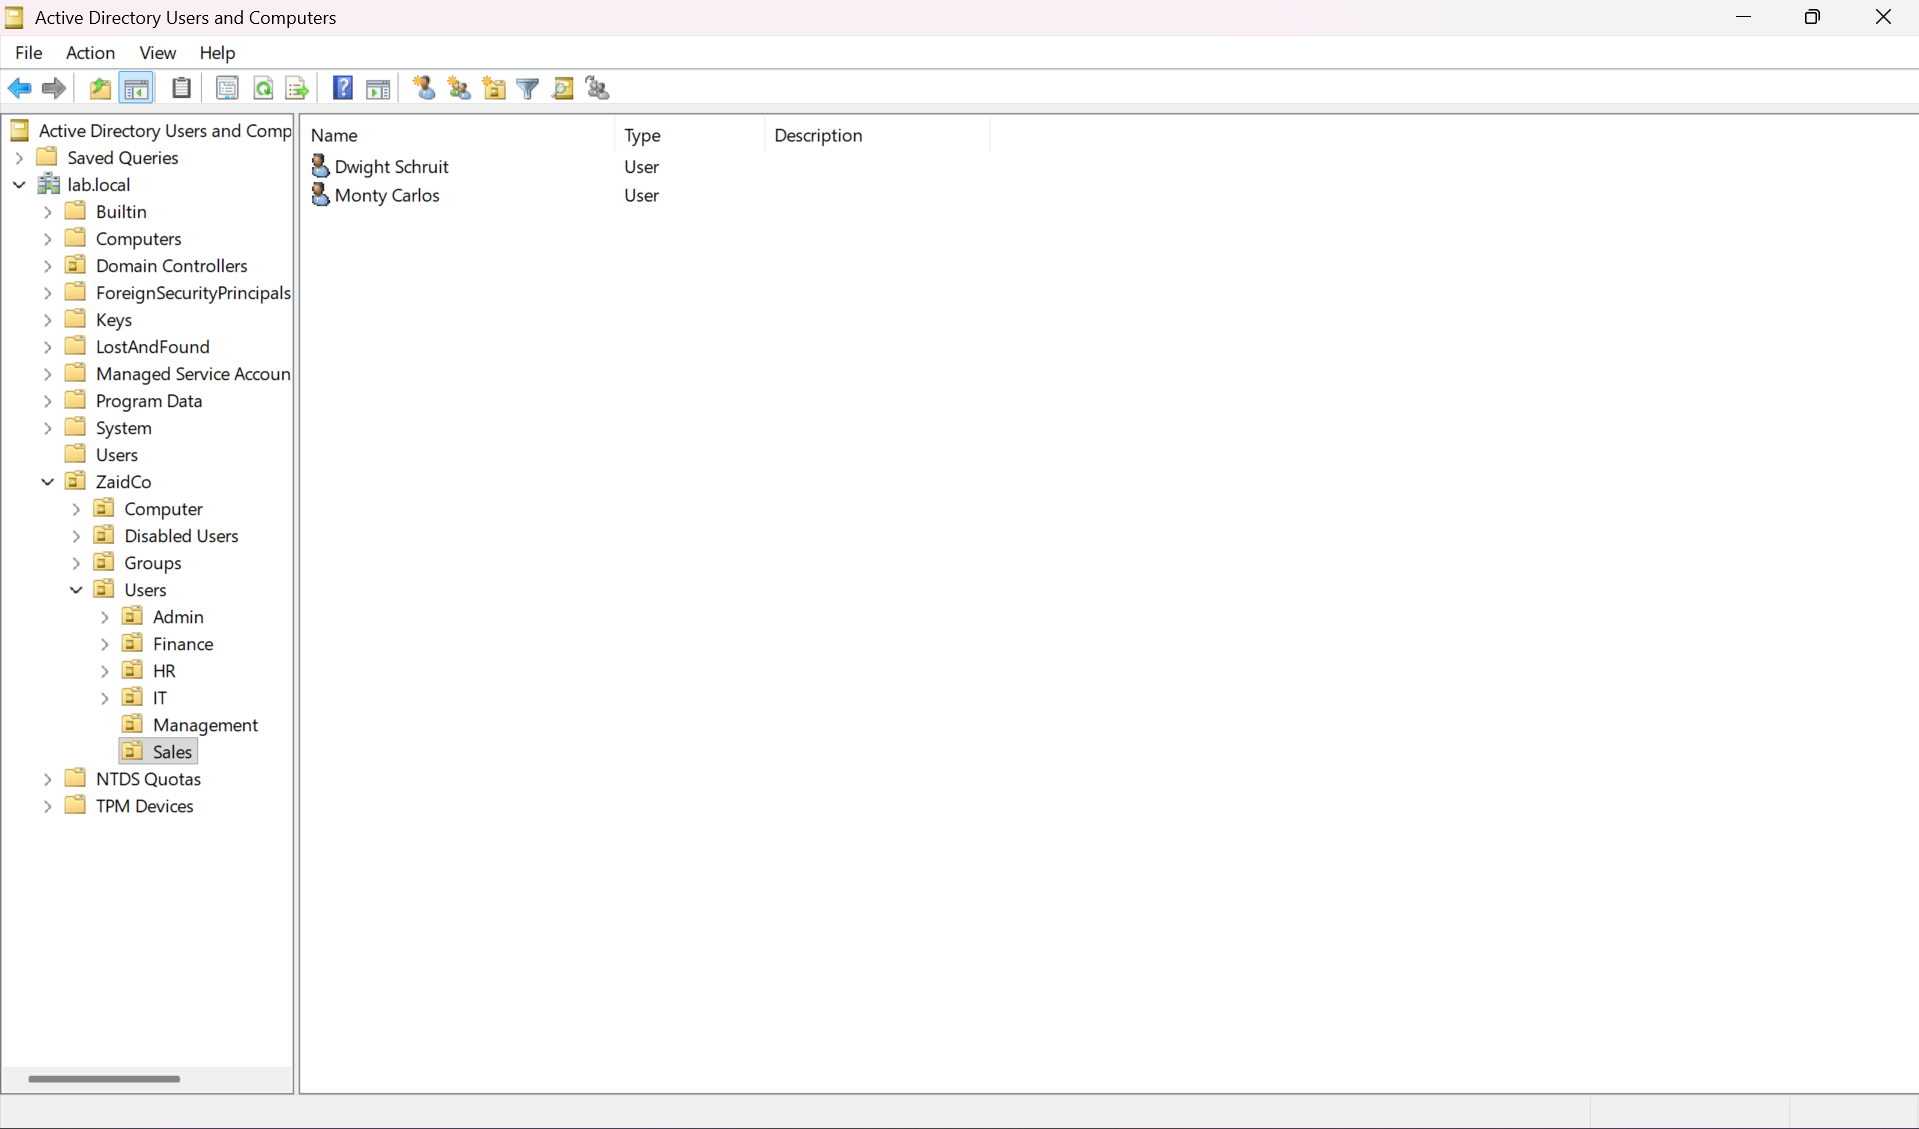 Active Directory Users and Computers
File Action View Help
Active Directory Users and Comp
Saved Queries
lab.local
Builtin
Computers
Domain Controllers
ForeignSecurityPrincipals
Keys
LostAndFound
Managed Service Accoun
Program Data
System
Users
ZaidCo
Computer
Disabled Users
Groups
Users
Admin
Finance
HR
IT
Management
Sales
NTDS Quotas
TPM Devices
Name Type Description
Dwight Schruit User
Monty Carlos User